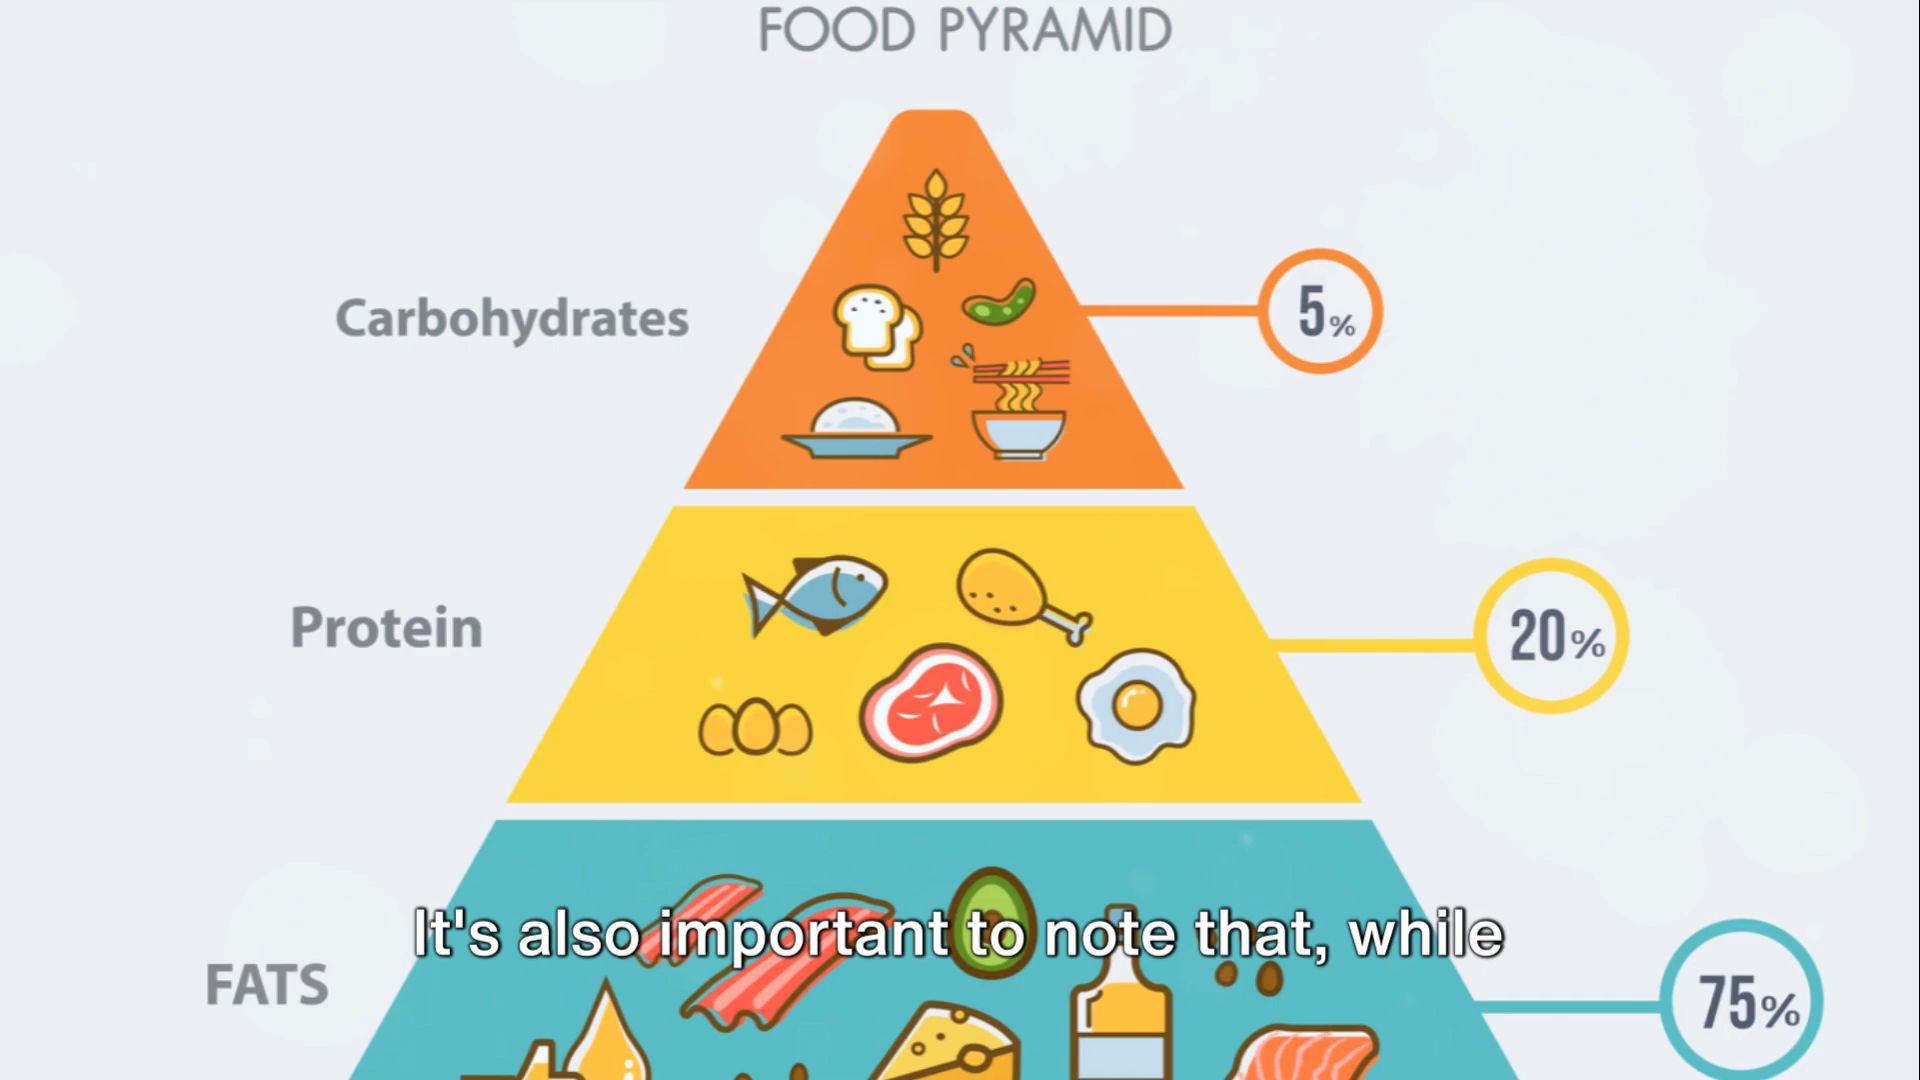 FOOD PYRAMID
Carbohydrates
5%
Protein
20%
It's also important to note that, while
FATS
75%